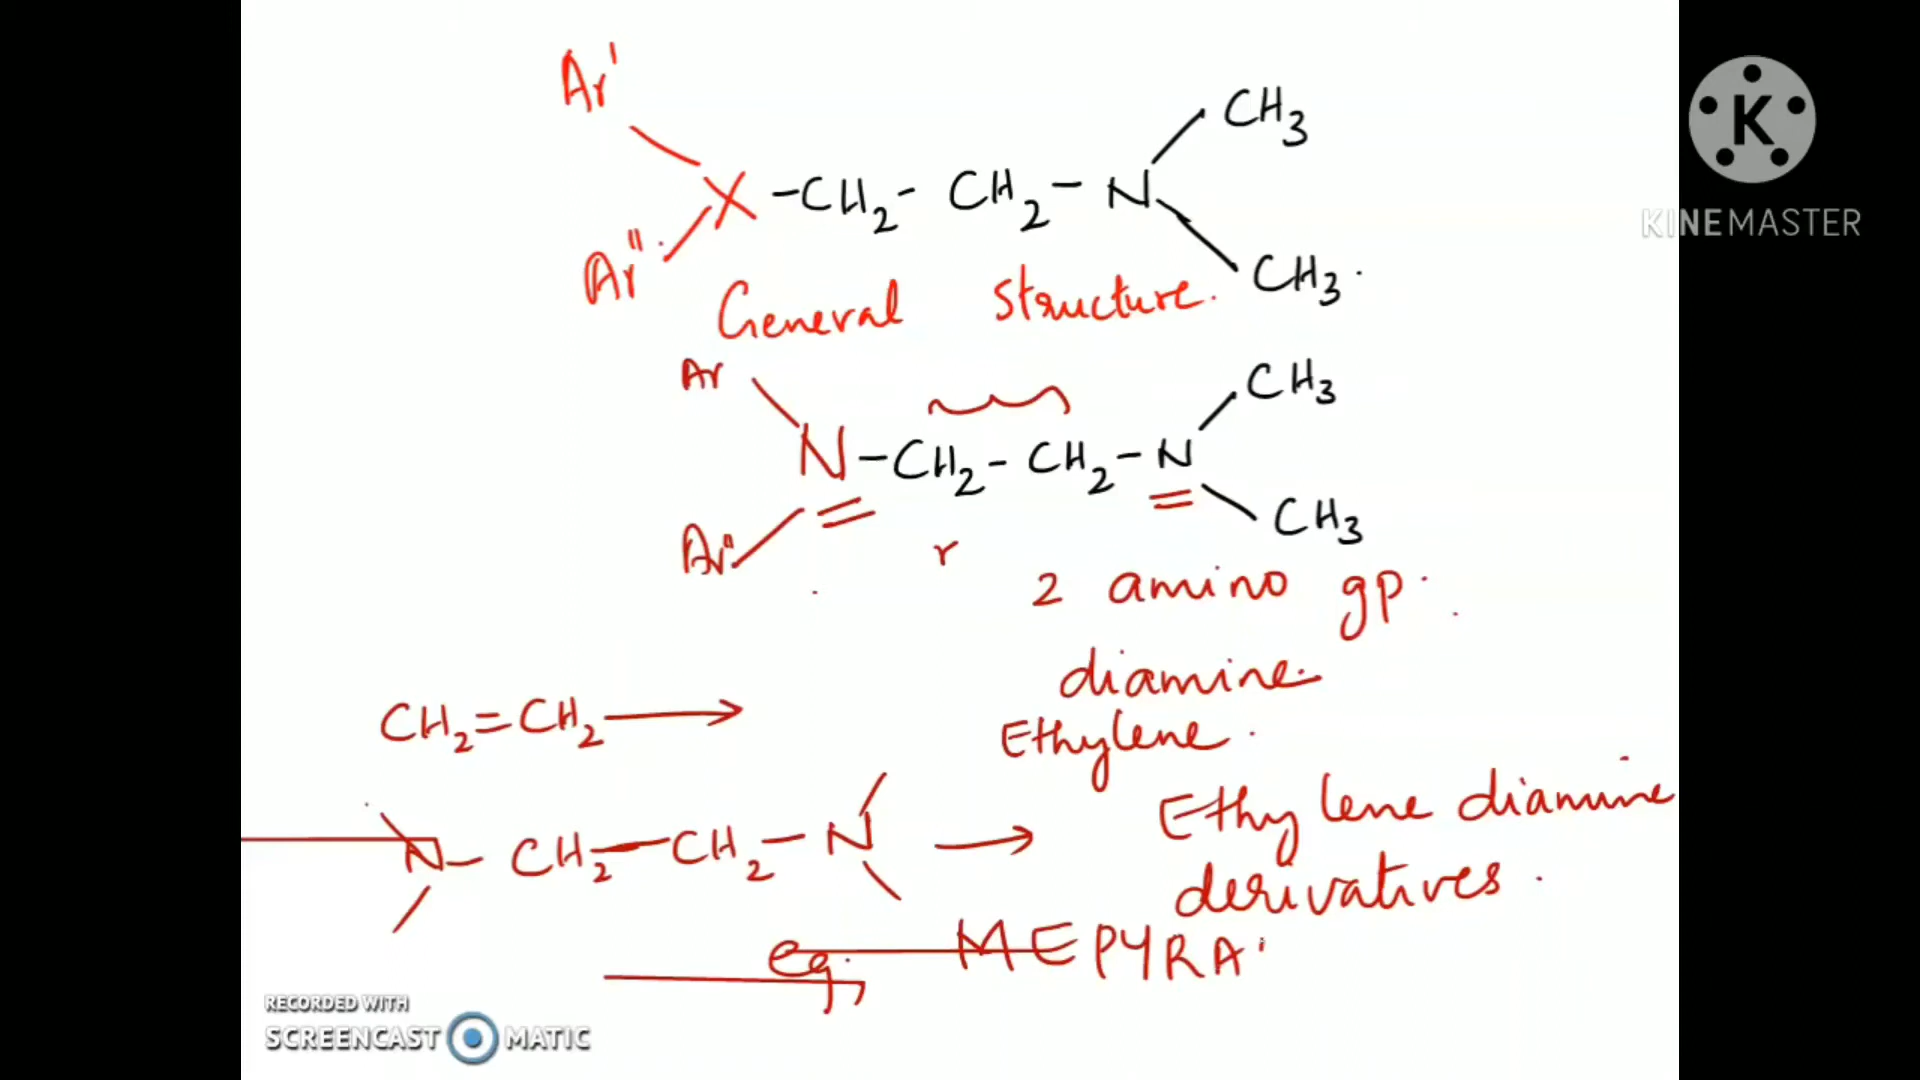 Ar'
CH3
X -CH2- CH2- N
Ar"
CH3.
General Structure.
K
KINEMASTER
Ar
CH3
N-CH2-CH2-N
Ar"
CH3
r
2 amino gp.
diamine.
CH2=CH2 →
Ethylene.
N- CH2-CH2-N →
Ethylene diamine
derivatives.
eg; MEPYRA
RECORDED WITH
SCREENCAST MATIC